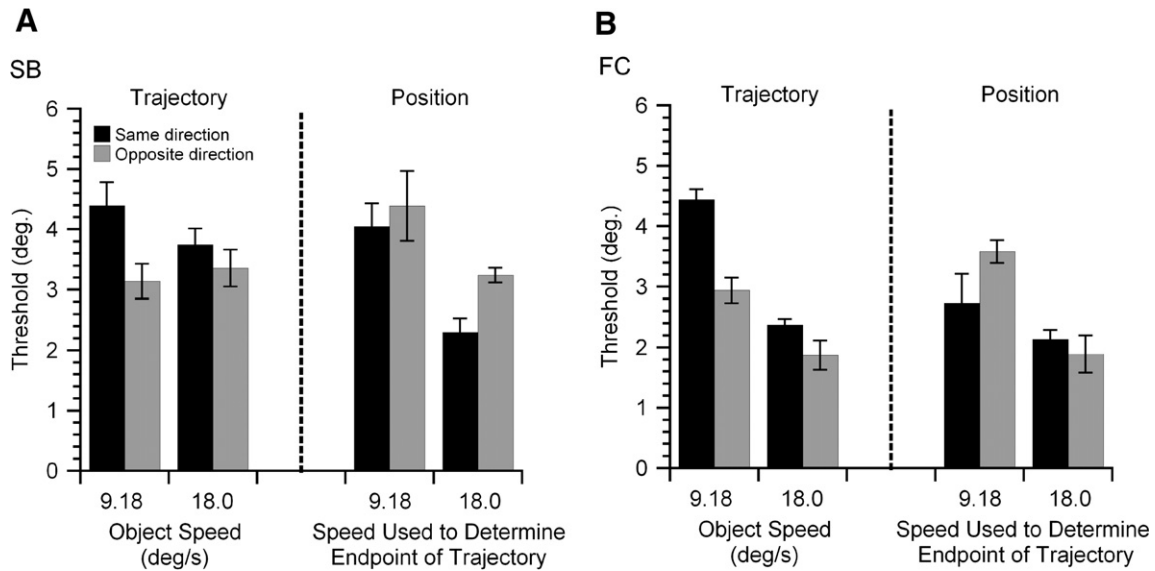 A
SB
Trajectory
Position
Same direction
Opposite direction
Threshold (deg.)
6
5
4
3
2
1
0
9.18
18.0
9.18
18.0
Object Speed
(deg/s)
Speed Used to Determine
Endpoint of Trajectory
B
FC
Trajectory
Position
Threshold (deg.)
6
5
4
3
2
1
0
9.18
18.0
9.18
18.0
Object Speed
(deg/s)
Speed Used to Determine
Endpoint of Trajectory